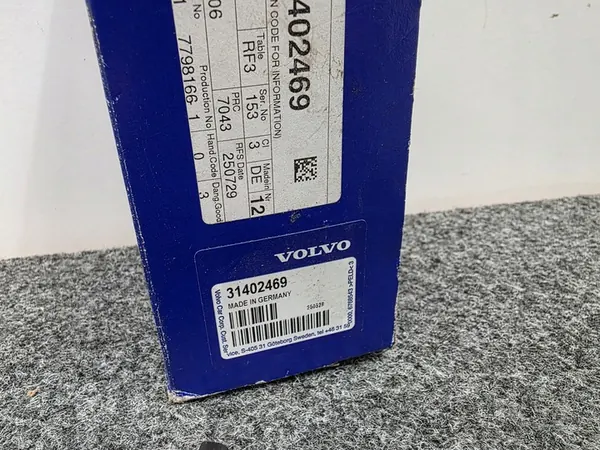 402469
N CODE FOR INFORMATION)
Table Ser. No Cl Madein Nr
RF3 153 3 DE 12
06 PRC RFS Date
7043 250729
No Production No Hand.Code Dang.Good
7798166-1 0 3
VOLVO
31402469
MADE IN GERMANY
Volvo Car Corp. Cust. Ser
vice, S-405 31 Göteborg Sweden, tel +46 31 59